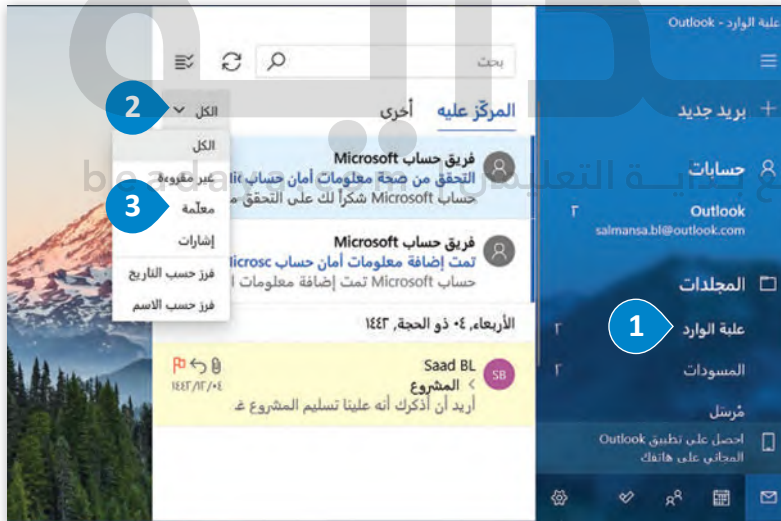 علبة الوارد - Outlook
بريد جديد
حسابات
Outlook
٢
salmansa.bl@outlook.com
المجلدات
علبة الوارد
1
٢
المسودات
٢
مُرسَل
احصل على تطبيق Outlook
المجاني على هاتفك
بحث
المركّز عليه
أخرى
الكل
2
الكل
غير مقروءة
معلّمة
3
إشارات
فرز حسب التاريخ
فرز حسب الاسم
فريق حساب Microsoft
التحقق من صحة معلومات أمان حساب
حساب Microsoft شكراً لك على التحقق
فريق حساب Microsoft
تمت إضافة معلومات أمان حساب Microsc
حساب Microsoft تمت إضافة معلومات
الأربعاء, ٠٤ ذو الحجة, ١٤٤٣
SB
Saad BL
المشروع
١٤٤٣/١٢/٠٤
أريد أن أذكرك أنه علينا تسليم المشروع